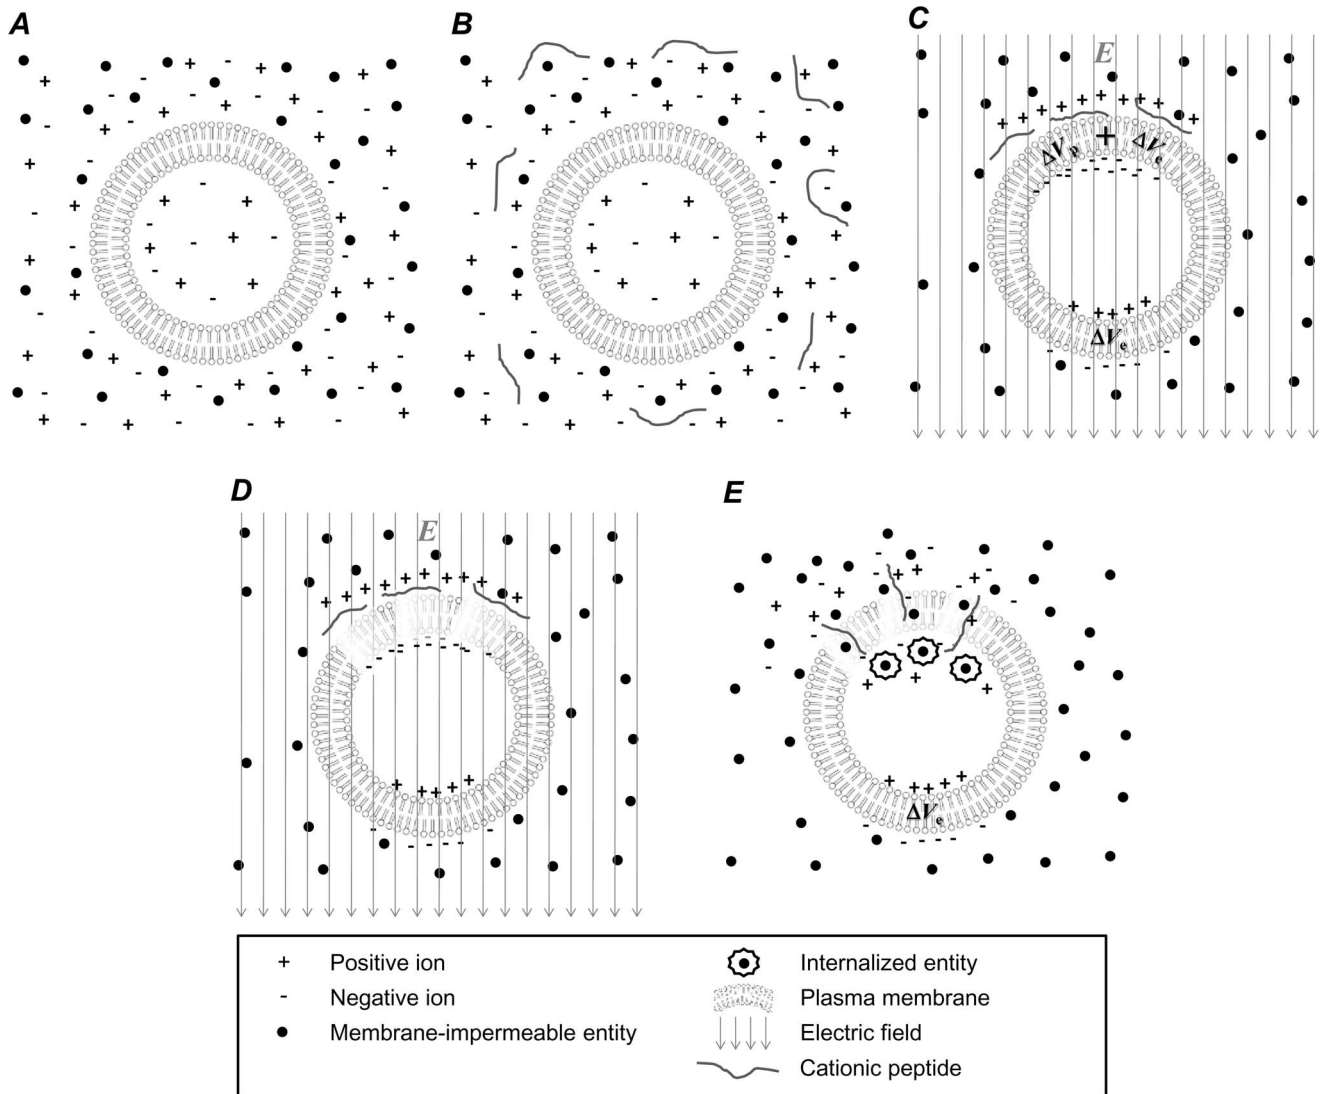 A
B
C
E
ΔVp
+
ΔVe
ΔVe
D
E
E
ΔVe
+ Positive ion
- Negative ion
Membrane-impermeable entity
Internalized entity
Plasma membrane
Electric field
Cationic peptide